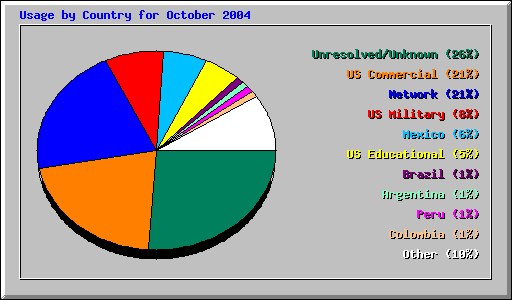 Usage by Country for October 2004
Unresolved/Unknown (26%)
US Commercial (21%)
Network (21%)
US Military (8%)
Mexico (6%)
US Educational (5%)
Brazil (1%)
Argentina (1%)
Peru (1%)
Colombia (1%)
Other (10%)